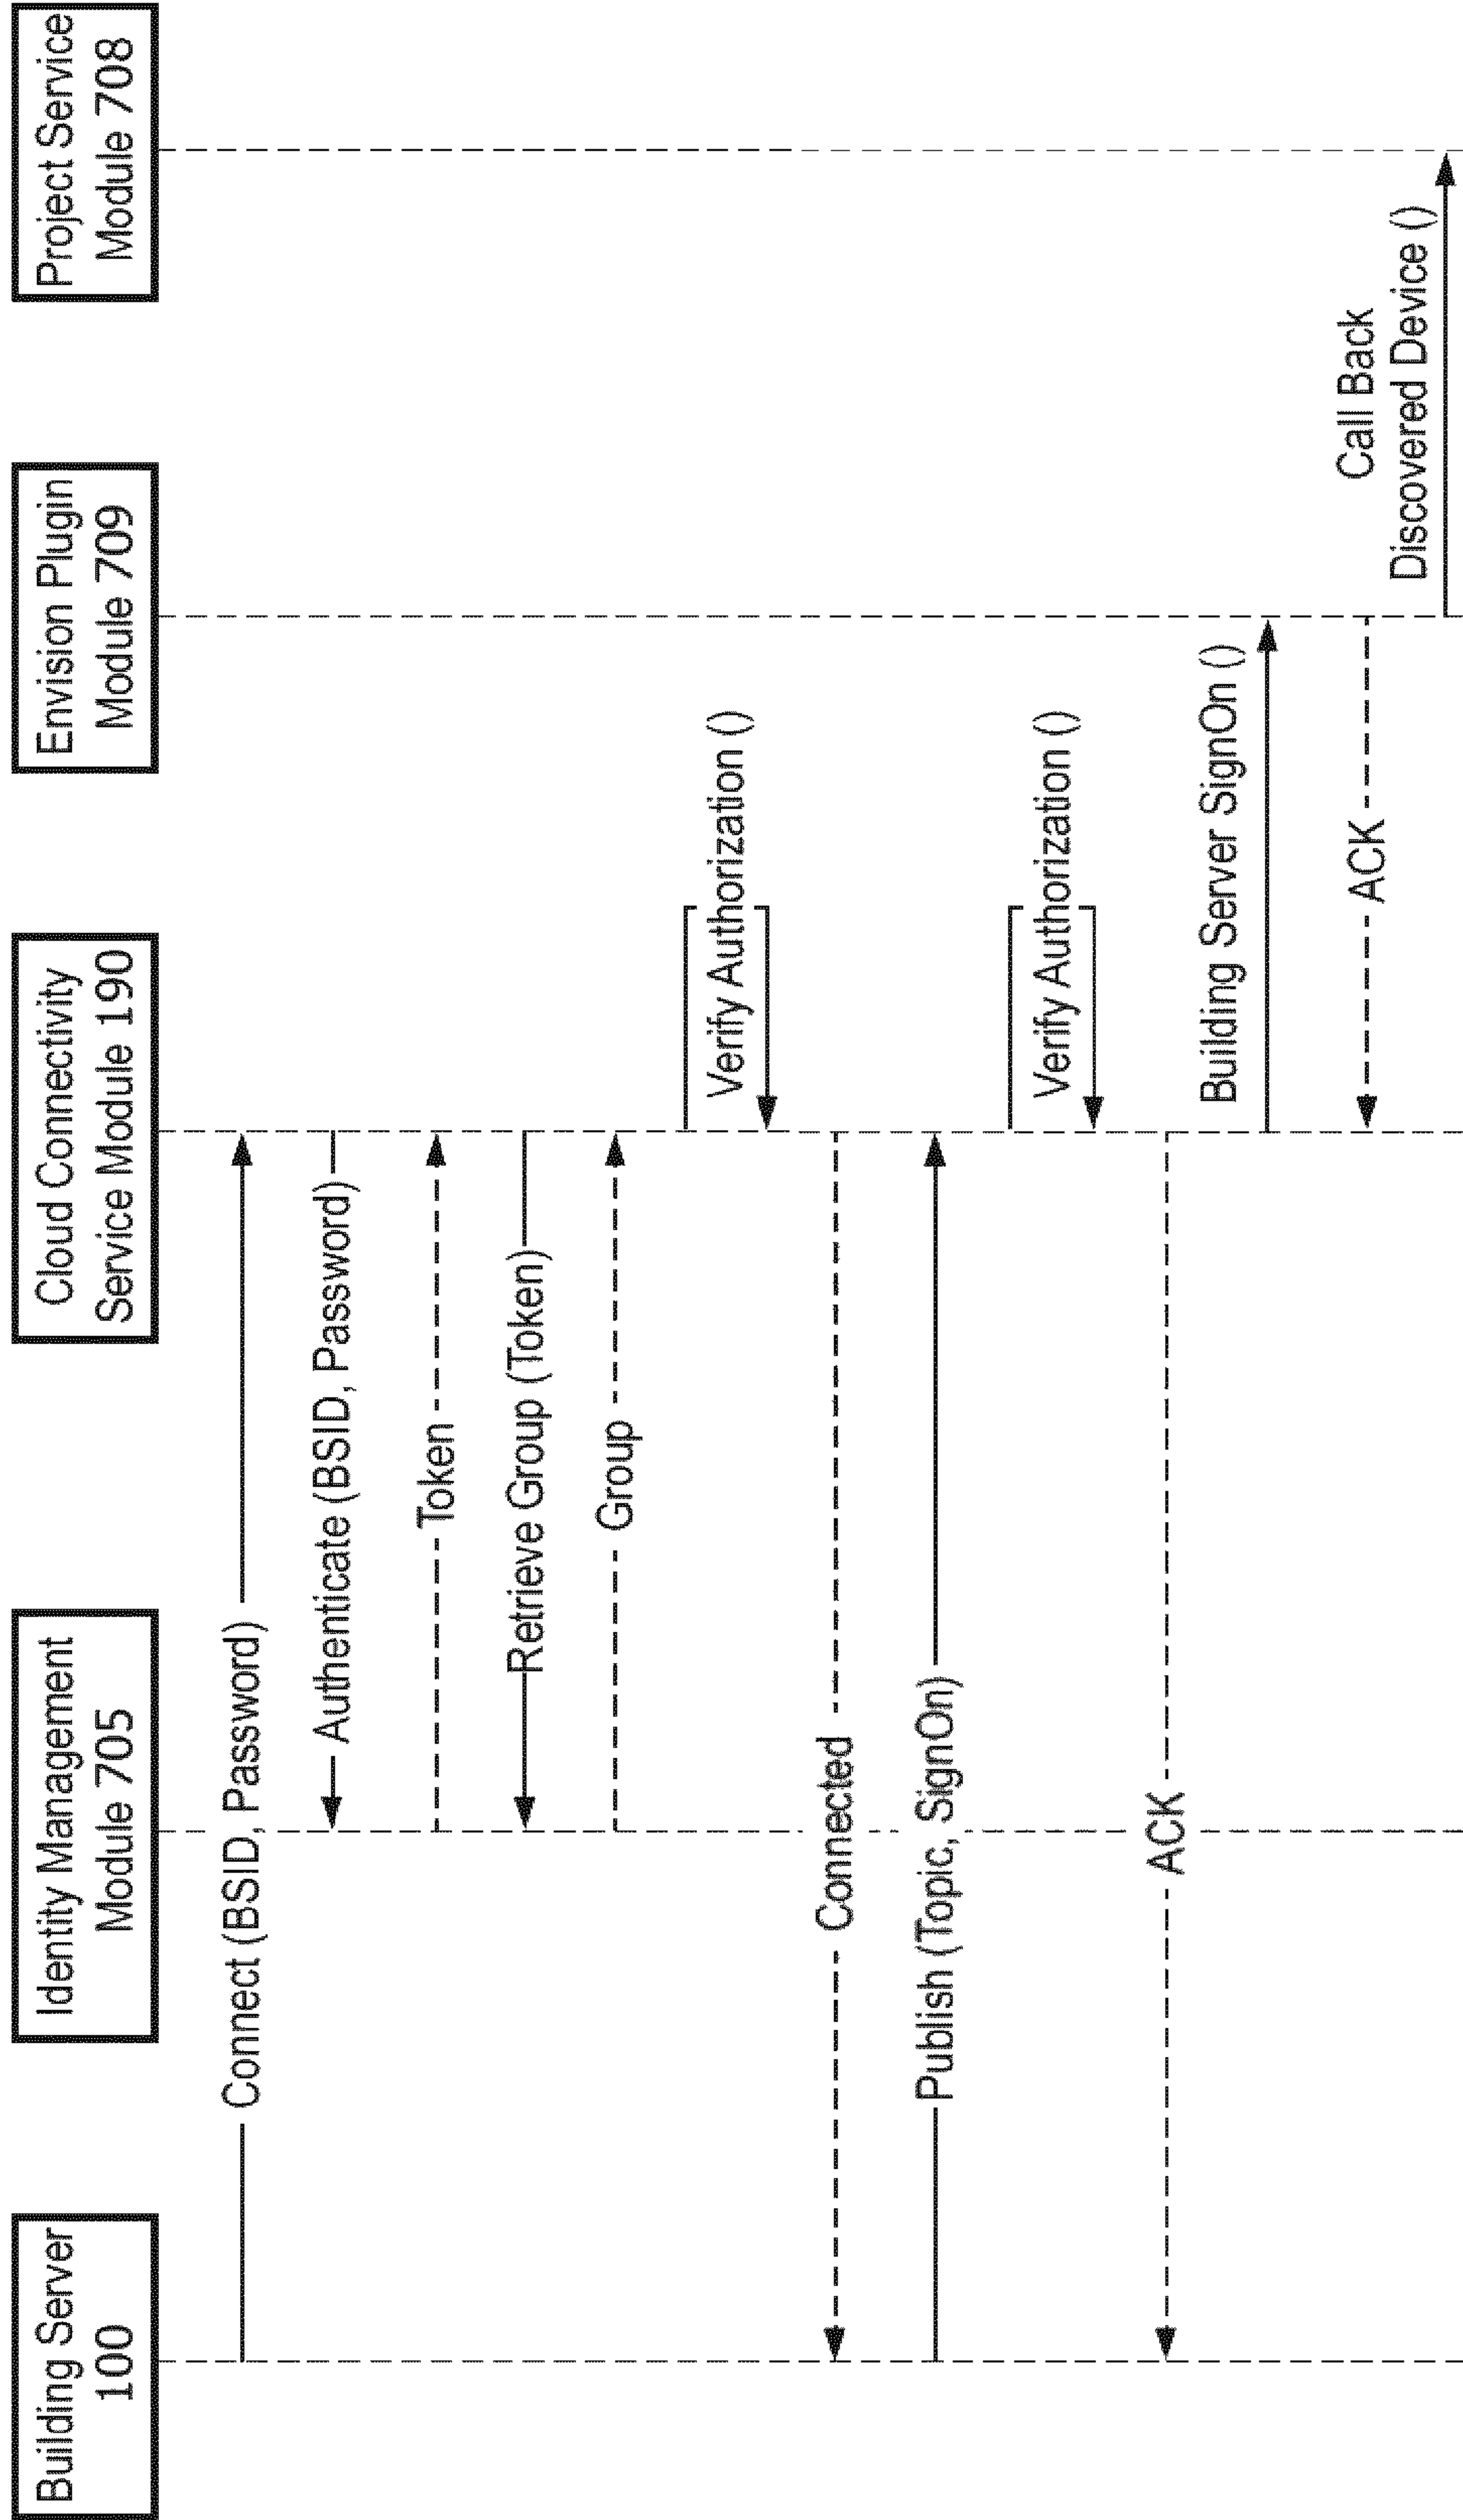 Building Server
100
Identity Management
Module 705
Cloud Connectivity
Service Module 190
Envision Plugin
Module 709
Project Service
Module 708
Connect (BSID, Password)
Authenticate (BSID, Password)
Token
Retrieve Group (Token)
Group
Verify Authorization ()
Connected
Publish (Topic, SignOn)
Verify Authorization ()
ACK
Building Server SignOn ()
ACK
Call Back
Discovered Device ()